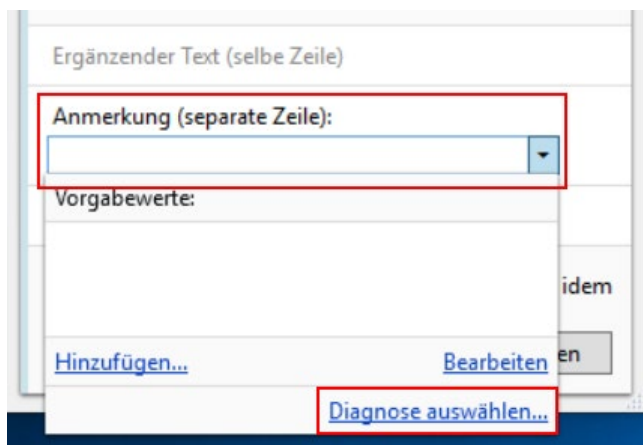 Ergänzender Text (selbe Zeile)
Anmerkung (separate Zeile):
Vorgabewerte:
idem
Hinzufügen... Bearbeiten en
Diagnose auswählen...